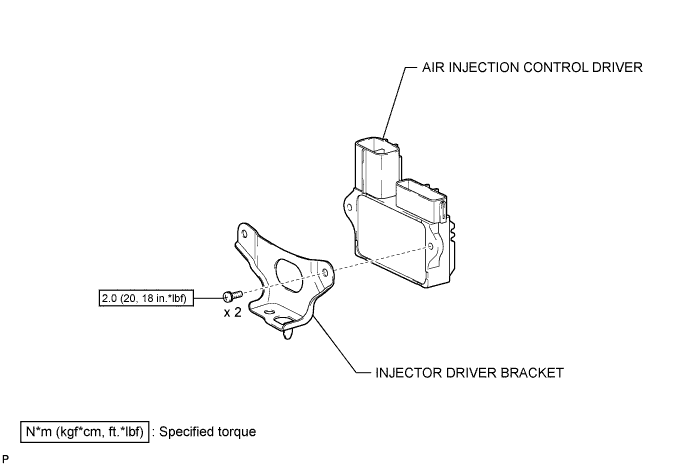 AIR INJECTION CONTROL DRIVER
2.0 (20, 18 in.*lbf)
x 2
INJECTOR DRIVER BRACKET
N*m (kgf*cm, ft.*lbf) : Specified torque
P